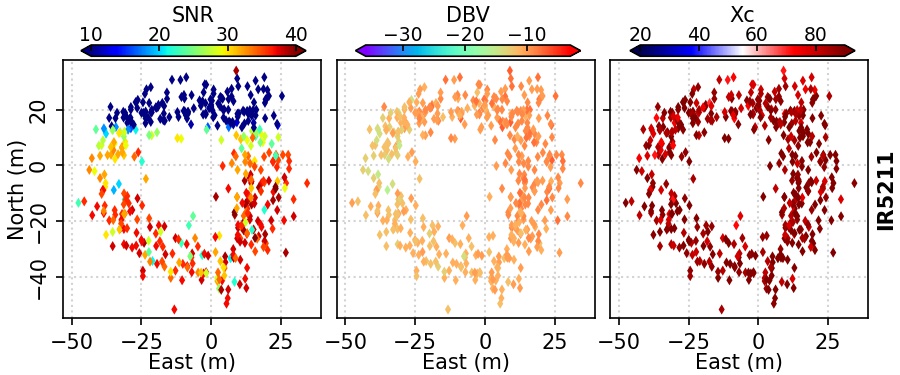 SNR DBV Xc
10 20 30 40 −30 −20 −10 20 40 60 80
North (m)
20
0
−20
−40
−50 −25 0 25 −50 −25 0 25 −50 −25 0 25
East (m) East (m) East (m)
IR5211